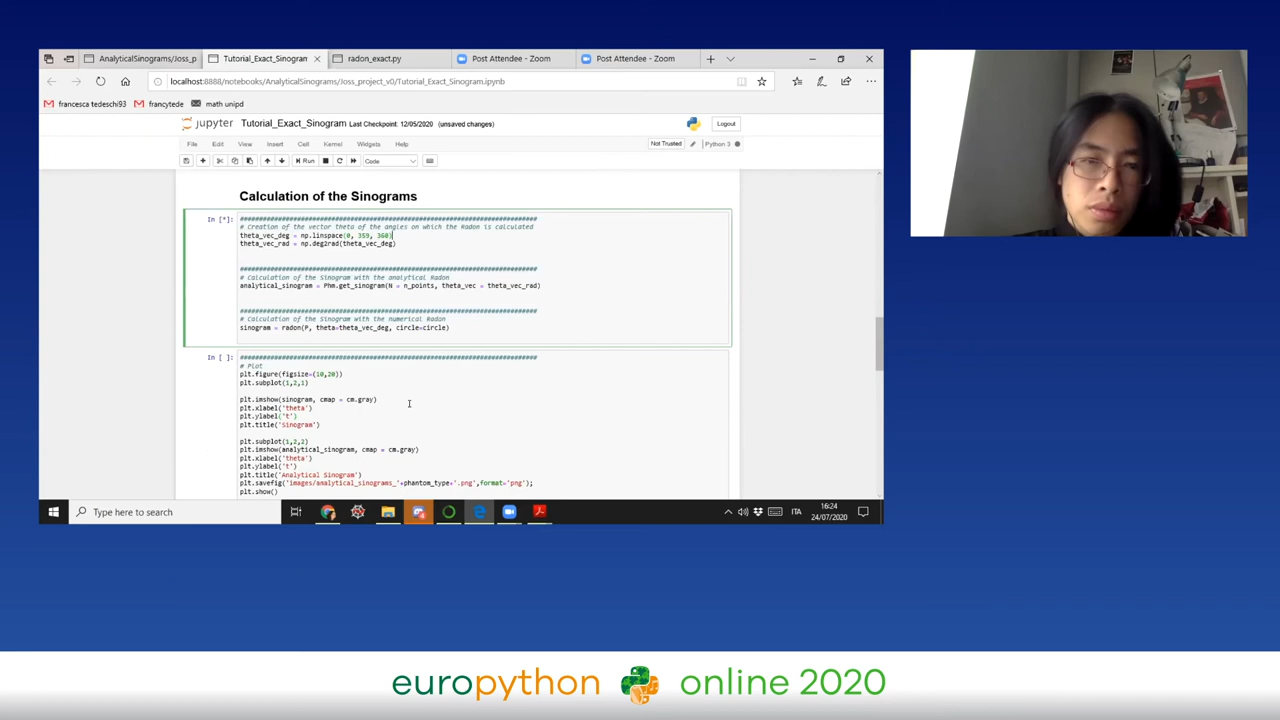 AnalyticalSinograms/Joss_p
Tutorial_Exact_Sinogram
radon_exact.py
Post Attendee - Zoom
Post Attendee - Zoom
localhost:8888/notebooks/AnalyticalSinograms/Joss_project_v0/Tutorial_Exact_Sinogram.ipynb
francesca tedeschi93
francytede
math unipd
jupyter
Tutorial_Exact_Sinogram Last Checkpoint: 12/05/2020 (unsaved changes)
Logout
File Edit View Insert Cell Kernel Widgets Help
Not Trusted
Python 3
Run
Code
Calculation of the Sinograms
In [*]:
################################################################################
# Creation of the vector theta of the angles on which the Radon is calculated
theta_vec_deg = np.linspace(0, 359, 360)
theta_vec_rad = np.deg2rad(theta_vec_deg)
################################################################################
# Calculation of the Sinogram with the analytical Radon
analytical_sinogram = Phm.get_sinogram(N = n_points, theta_vec = theta_vec_rad)
################################################################################
# Calculation of the Sinogram with the numerical Radon
sinogram = radon(P, theta=theta_vec_deg, circle=circle)
In [ ]:
################################################################################
# Plot
plt.figure(figsize=(10,20))
plt.subplot(1,2,1)
plt.imshow(sinogram, cmap = cm.gray)
plt.xlabel('theta')
plt.ylabel('t')
plt.title('Sinogram')
plt.subplot(1,2,2)
plt.imshow(analytical_sinogram, cmap = cm.gray)
plt.xlabel('theta')
plt.ylabel('t')
plt.title('Analytical Sinogram')
plt.savefig('images/analytical_sinograms_'+phantom_type+'.png',format='png');
plt.show()
Type here to search
ITA
16:24
24/07/2020
europython online 2020